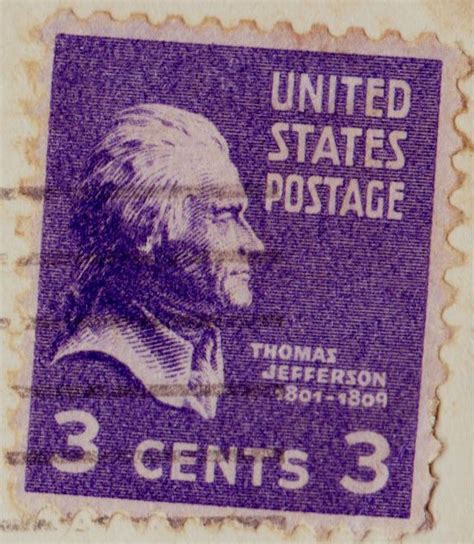 UNITED
STATES
POSTAGE
THOMAS
JEFFERSON
1801-1809
3 CENTS 3